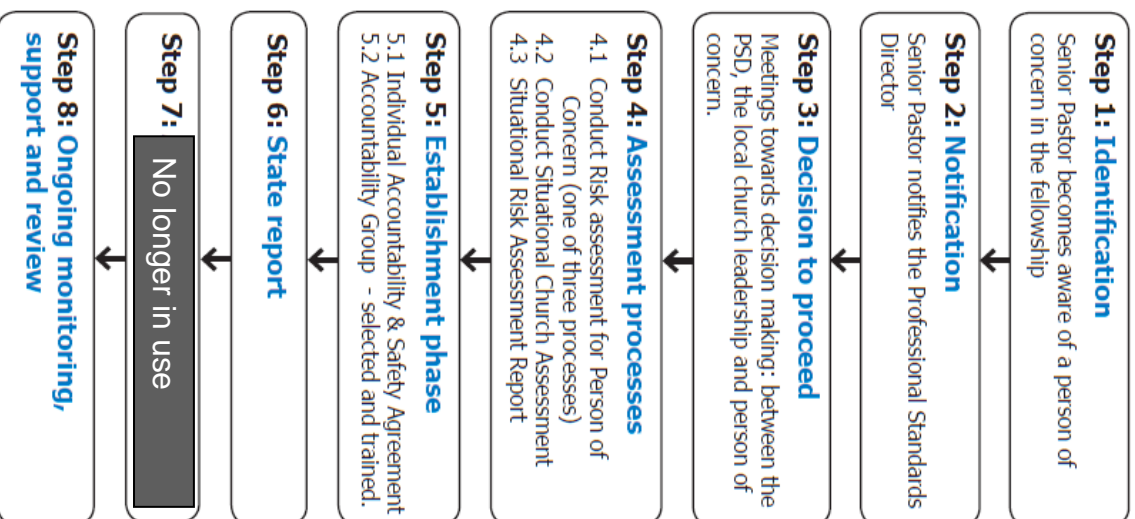 Step 1: Identification
Senior Pastor becomes aware of a person of
concern in the fellowship
Step 2: Notification
Senior Pastor notifies the Professional Standards
Director
Step 3: Decision to proceed
Meetings towards decision making: between the
PSD, the local church leadership and person of
concern.
Step 4: Assessment processes
4.1 Conduct Risk assessment for Person of
Concern (one of three processes)
4.2 Conduct Situational Church Assessment
4.3 Situational Risk Assessment Report
Step 5: Establishment phase
5.1 Individual Accountability & Safety Agreement
5.2 Accountability Group - selected and trained.
Step 6: State report
Step 7: No longer in use
Step 8: Ongoing monitoring,
support and review